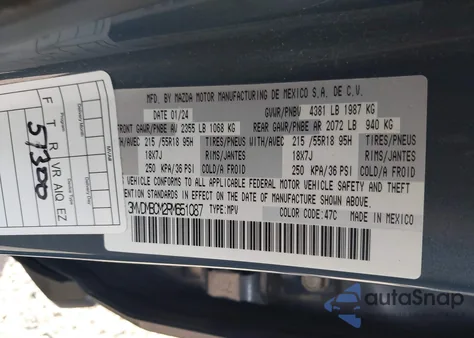 MFD. BY MAZDA MOTOR MANUFACTURING DE MEXICO S.A. DE C.V.
DATE 01/24 GVWR/PNBV 4381 LB 1987 KG
FRONT GAWR/PNBE AV 2355 LB 1068 KG REAR GAWR/PNBE AR 2072 LB 940 KG
WITH/AVEC 215/55R18 95H TIRES/PNEUS WITH/AVEC 215/55R18 95H TIRES/PNEUS
18X7J RIMS/JANTES 18X7J RIMS/JANTES
250 KPA/36 PSI COLD/A FROID 250 KPA/36 PSI COLD/A FROID
VEHICLE CONFORMS TO ALL APPLICABLE FEDERAL MOTOR VEHICLE SAFETY AND THEFT
PREVENTION STANDARDS IN EFFECT ON THE DATE OF MANUFACTURE SHOWN ABOVE.
TYPE:MPV COLOR CODE:47C
MADE IN MEXICO
F T R VR AIQ EZ
51300
autoSnap